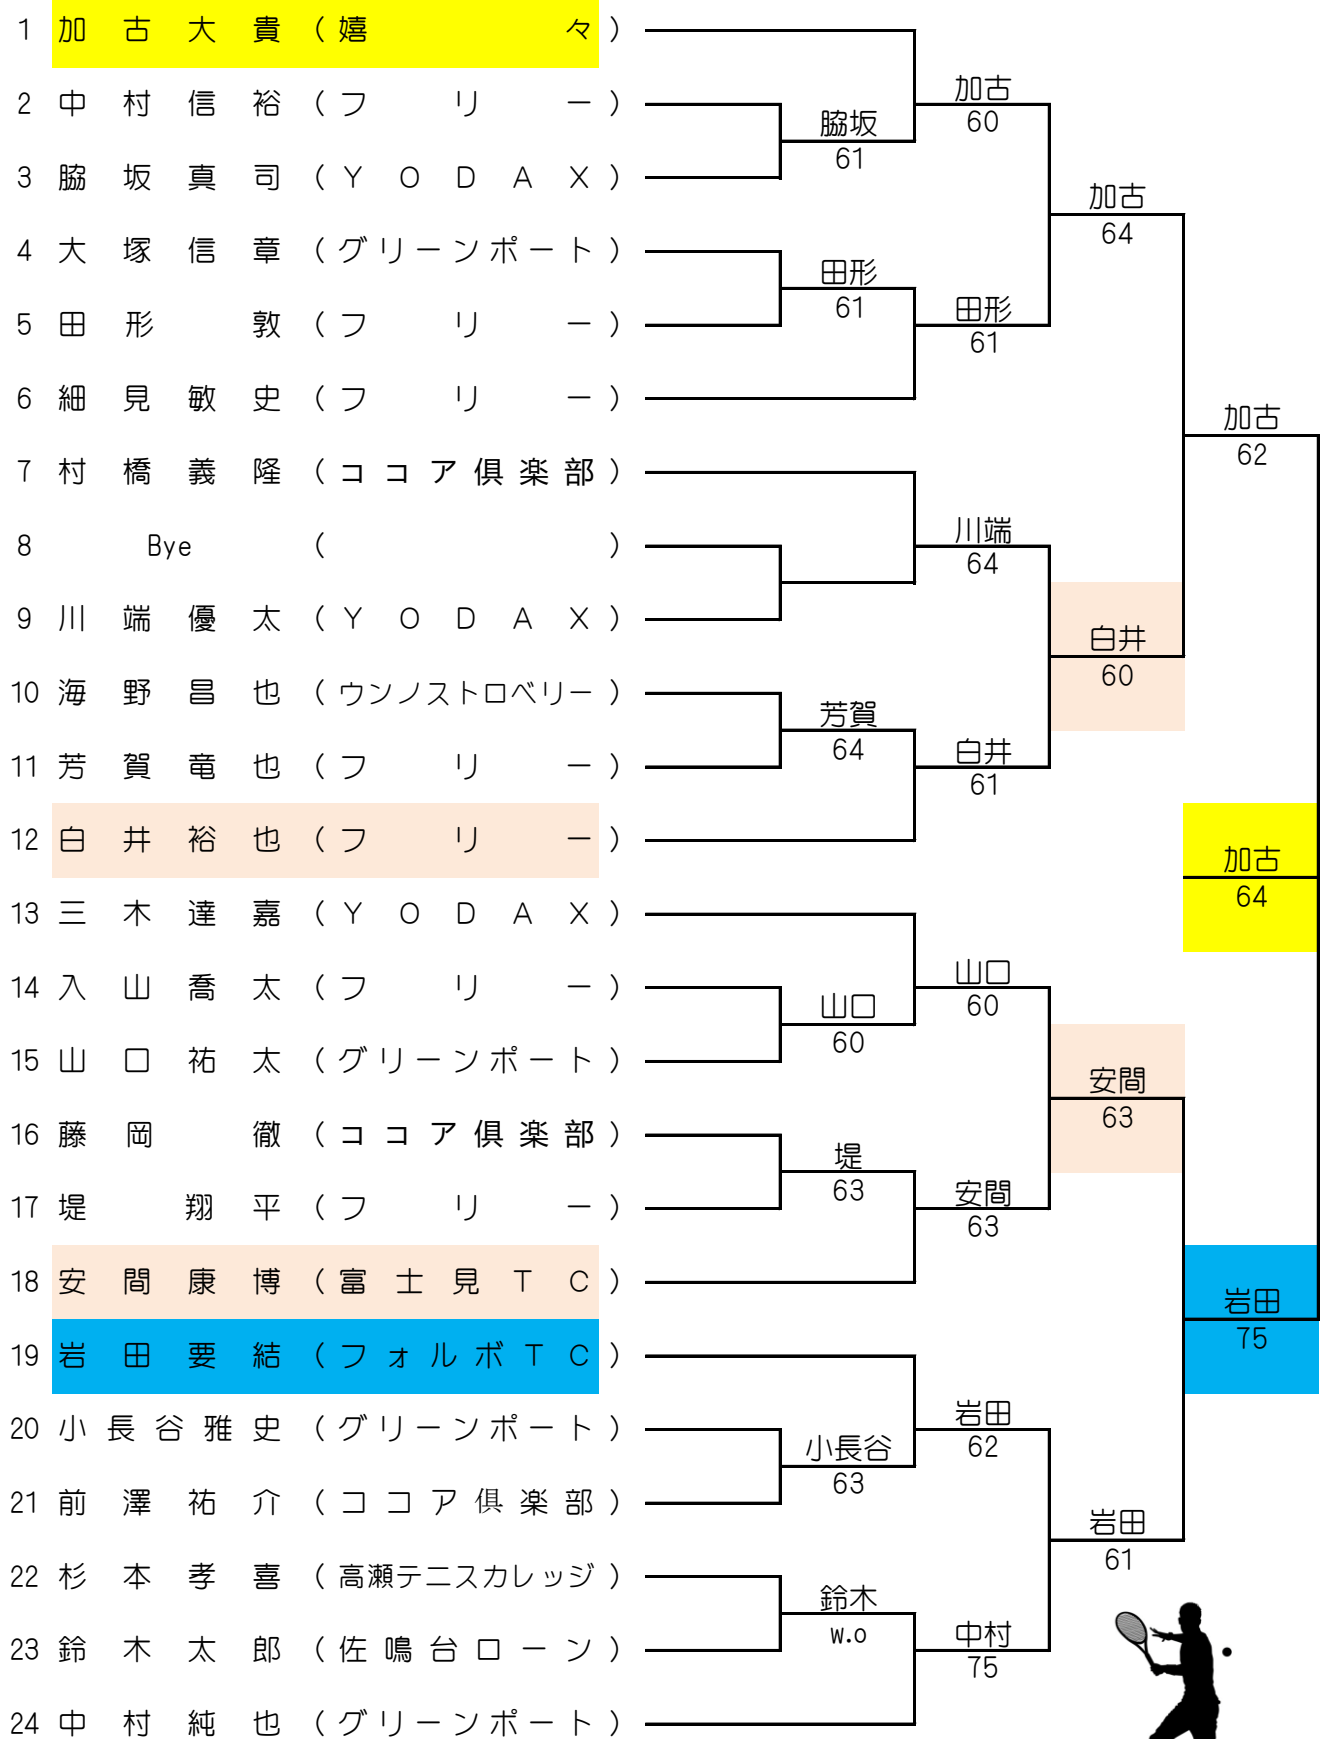 1 加古大貴（嬉々）
2 中村信裕（フリー）
3 脇坂真司（ＹＯＤＡＸ）
4 大塚信章（グリーンポート）
5 田形敦（フリー）
6 細見敏史（フリー）
7 村橋義隆（ココア倶楽部）
8 Bye（ ）
9 川端優太（ＹＯＤＡＸ）
10 海野昌也（ウンノストロベリー）
11 芳賀竜也（フリー）
12 白井裕也（フリー）
13 三木達嘉（ＹＯＤＡＸ）
14 入山喬太（フリー）
15 山口祐太（グリーンポート）
16 藤岡徹（ココア倶楽部）
17 堤翔平（フリー）
18 安間康博（富士見ＴＣ）
19 岩田要結（フォルボＴＣ）
20 小長谷雅史（グリーンポート）
21 前澤祐介（ココア倶楽部）
22 杉本孝喜（高瀬テニスカレッジ）
23 鈴木太郎（佐鳴台ローン）
24 中村純也（グリーンポート）
脇坂
61
田形
61
芳賀
64
山口
60
堤
63
小長谷
63
鈴木
w.o
加古
60
田形
61
川端
64
白井
61
山口
60
安間
63
岩田
62
中村
75
加古
64
白井
60
安間
63
岩田
61
加古
62
岩田
75
加古
64